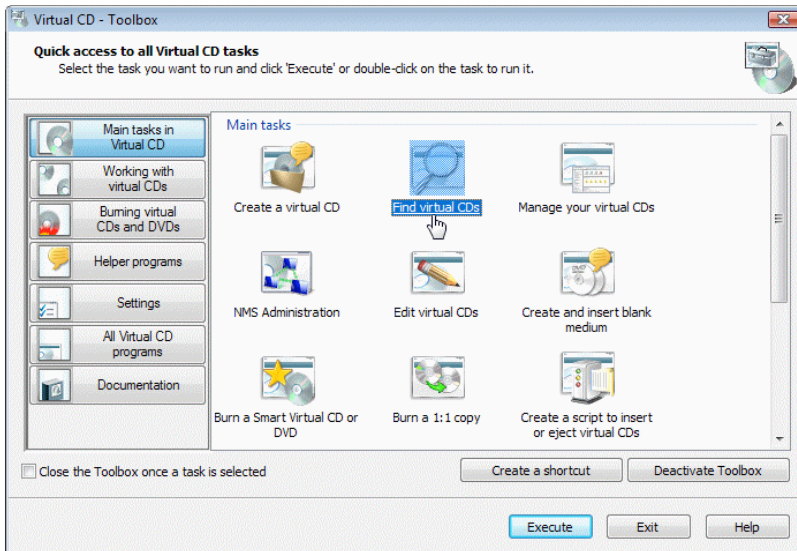 Virtual CD - Toolbox
Quick access to all Virtual CD tasks
Select the task you want to run and click 'Execute' or double-click on the task to run it.
Main tasks in
Virtual CD
Working with
virtual CDs
Burning virtual
CDs and DVDs
Helper programs
Settings
All Virtual CD
programs
Documentation
Main tasks
Create a virtual CD
Find virtual CDs
Manage your virtual CDs
NMS Administration
Edit virtual CDs
Create and insert blank
medium
Burn a Smart Virtual CD or
DVD
Burn a 1:1 copy
Create a script to insert
or eject virtual CDs
Close the Toolbox once a task is selected
Create a shortcut
Deactivate Toolbox
Execute
Exit
Help